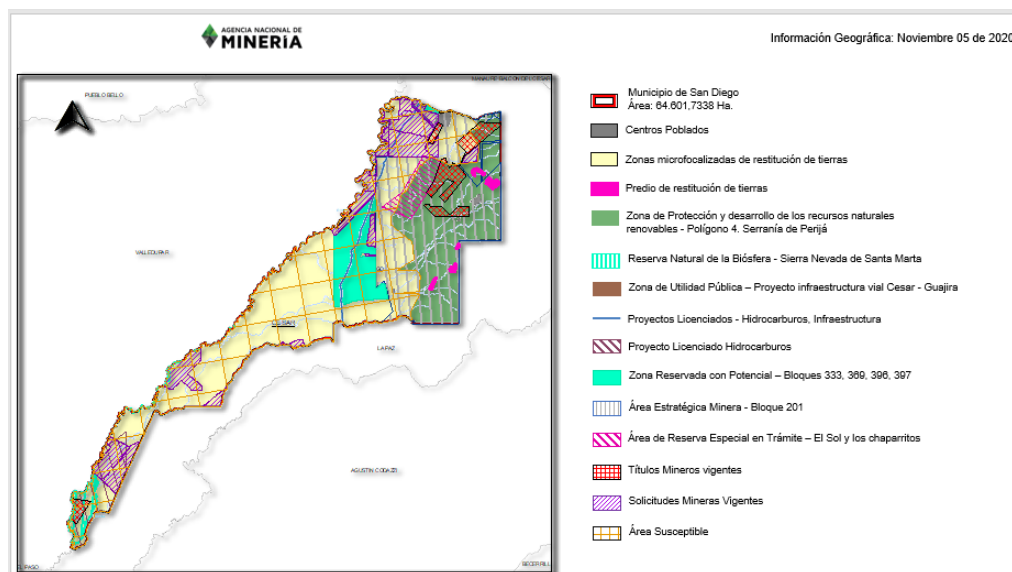 AGENCIA NACIONAL DE
MINERÍA
Información Geográfica: Noviembre 05 de 2020
PUEBLO BELLO
VALLEDUPAR
CESAR
LA PAZ
AGUSTIN CODAZZI
BECERRIL
EL PASO
Municipio de San Diego
Área: 64.601,7338 Ha.
Centros Poblados
Zonas microfocalizadas de restitución de tierras
Predio de restitución de tierras
Zona de Protección y desarrollo de los recursos naturales
renovables - Polígono 4. Serranía de Perijá
Reserva Natural de la Biósfera - Sierra Nevada de Santa Marta
Zona de Utilidad Pública – Proyecto infraestructura vial Cesar - Guajira
Proyectos Licenciados - Hidrocarburos, Infraestructura
Proyecto Licenciado Hidrocarburos
Zona Reservada con Potencial – Bloques 333, 369, 396, 397
Área Estratégica Minera - Bloque 201
Área de Reserva Especial en Trámite – El Sol y los chaparritos
Títulos Mineros vigentes
Solicitudes Mineras Vigentes
Área Susceptible